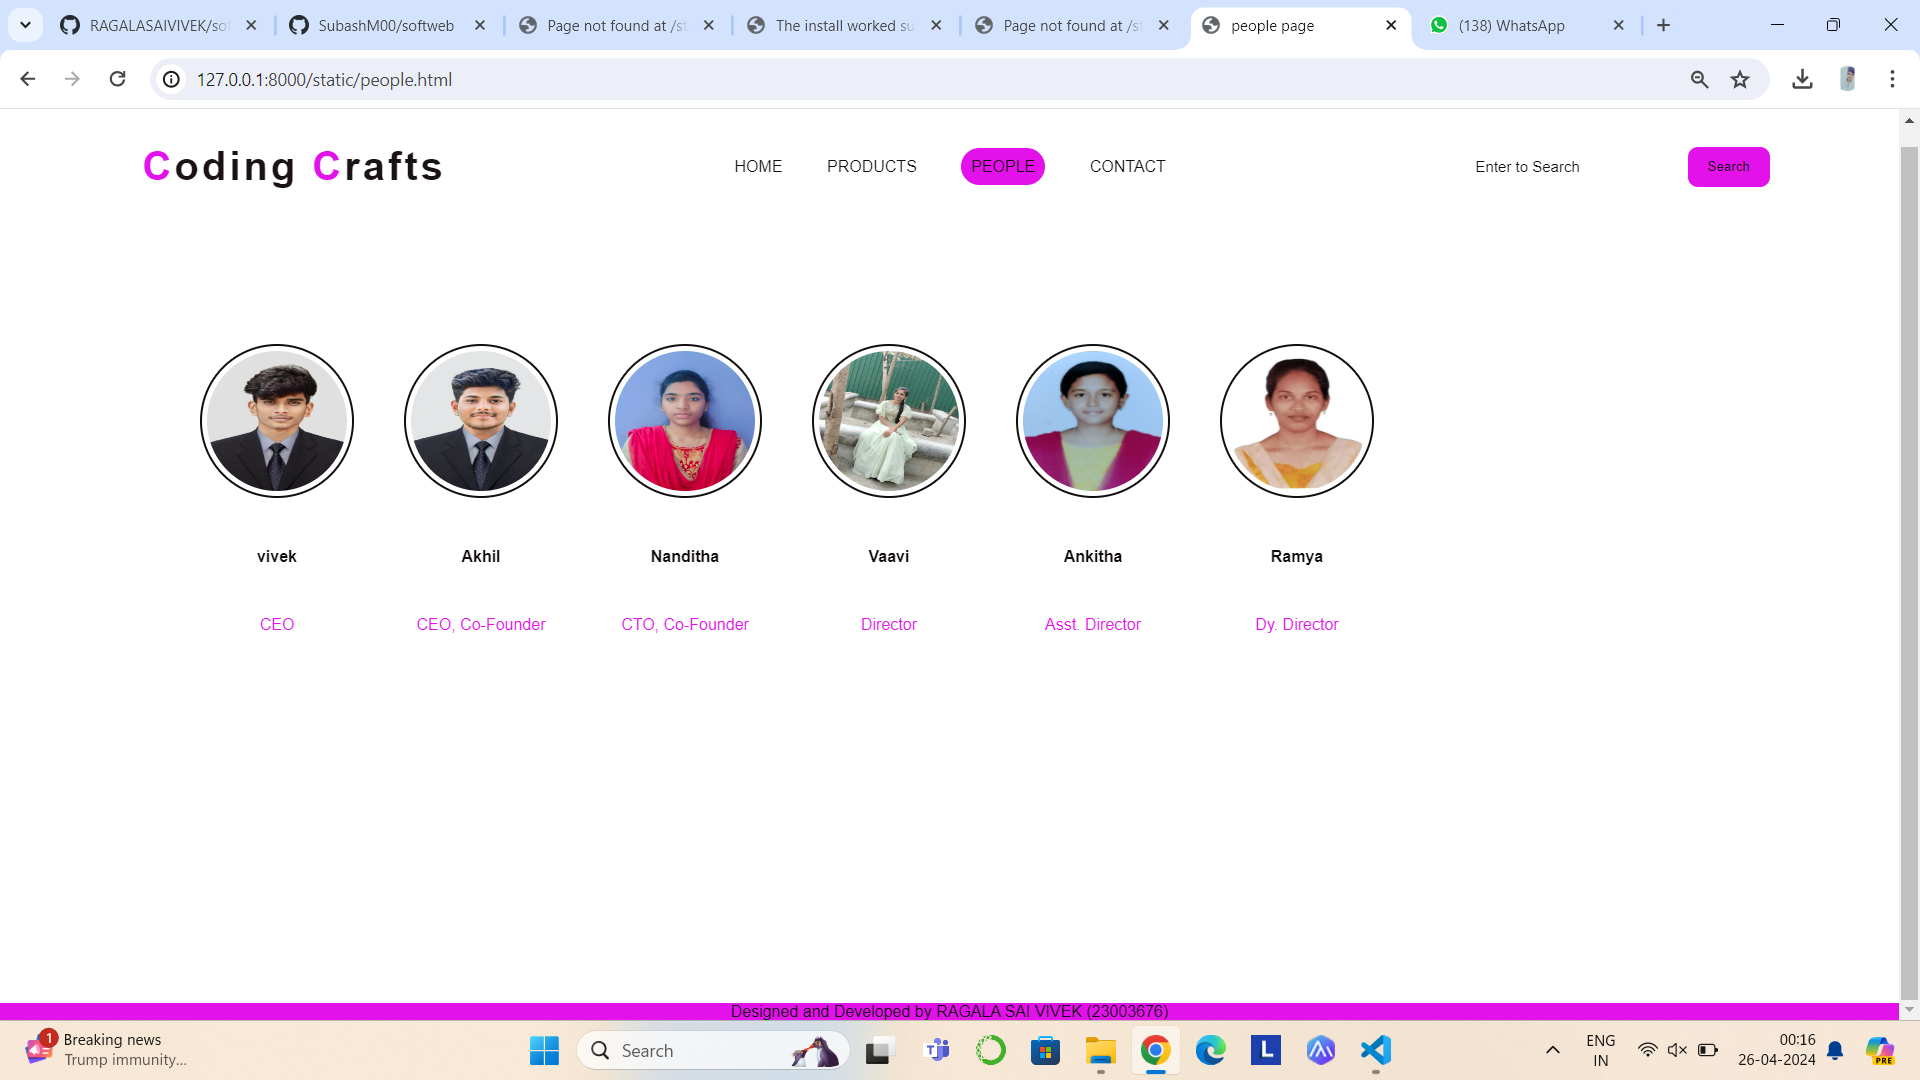 RAGALASAIVIVEK/sof
SubashM00/softweb
Page not found at /st
The install worked su
Page not found at /st
people page
(138) WhatsApp
127.0.0.1:8000/static/people.html
Coding Crafts
HOME
PRODUCTS
PEOPLE
CONTACT
Enter to Search
Search
vivek
Akhil
Nanditha
Vaavi
Ankitha
Ramya
CEO
CEO, Co-Founder
CTO, Co-Founder
Director
Asst. Director
Dy. Director
Designed and Developed by RAGALA SAI VIVEK (23003676)
1
Breaking news
Trump immunity...
Search
L
PRE
ENG
IN
00:16
26-04-2024